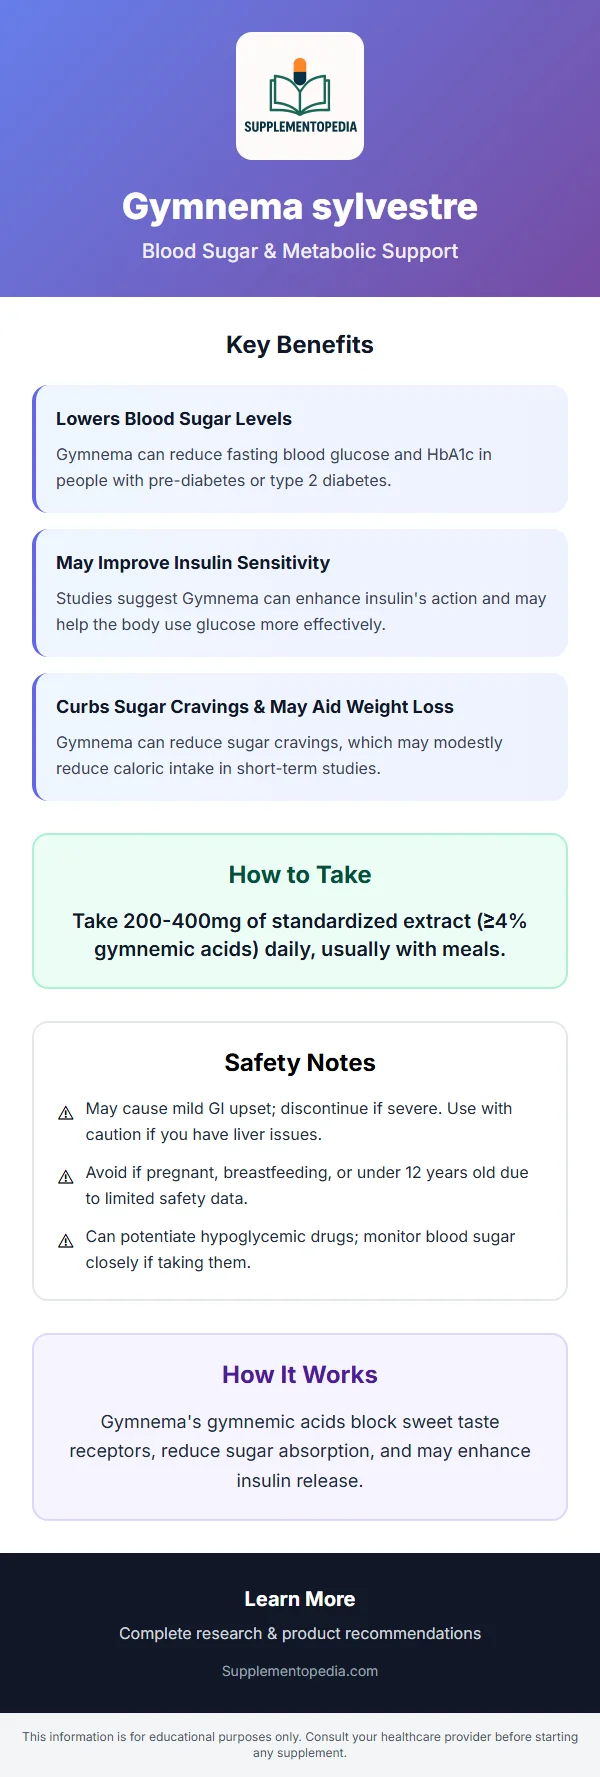 SUPPLEMENTOPEDIA
Gymnema sylvestre
Blood Sugar & Metabolic Support
Key Benefits
Lowers Blood Sugar Levels
Gymnema can reduce fasting blood glucose and HbA1c in
people with pre-diabetes or type 2 diabetes.
May Improve Insulin Sensitivity
Studies suggest Gymnema can enhance insulin's action and may
help the body use glucose more effectively.
Curbs Sugar Cravings & May Aid Weight Loss
Gymnema can reduce sugar cravings, which may modestly
reduce caloric intake in short-term studies.
How to Take
Take 200-400mg of standardized extract (≥4%
gymnemic acids) daily, usually with meals.
Safety Notes
⚠ May cause mild GI upset; discontinue if severe. Use with
caution if you have liver issues.
⚠ Avoid if pregnant, breastfeeding, or under 12 years old due
to limited safety data.
⚠ Can potentiate hypoglycemic drugs; monitor blood sugar
closely if taking them.
How It Works
Gymnema's gymnemic acids block sweet taste
receptors, reduce sugar absorption, and may enhance
insulin release.
Learn More
Complete research & product recommendations
Supplementopedia.com
This information is for educational purposes only. Consult your healthcare provider before starting
any supplement.